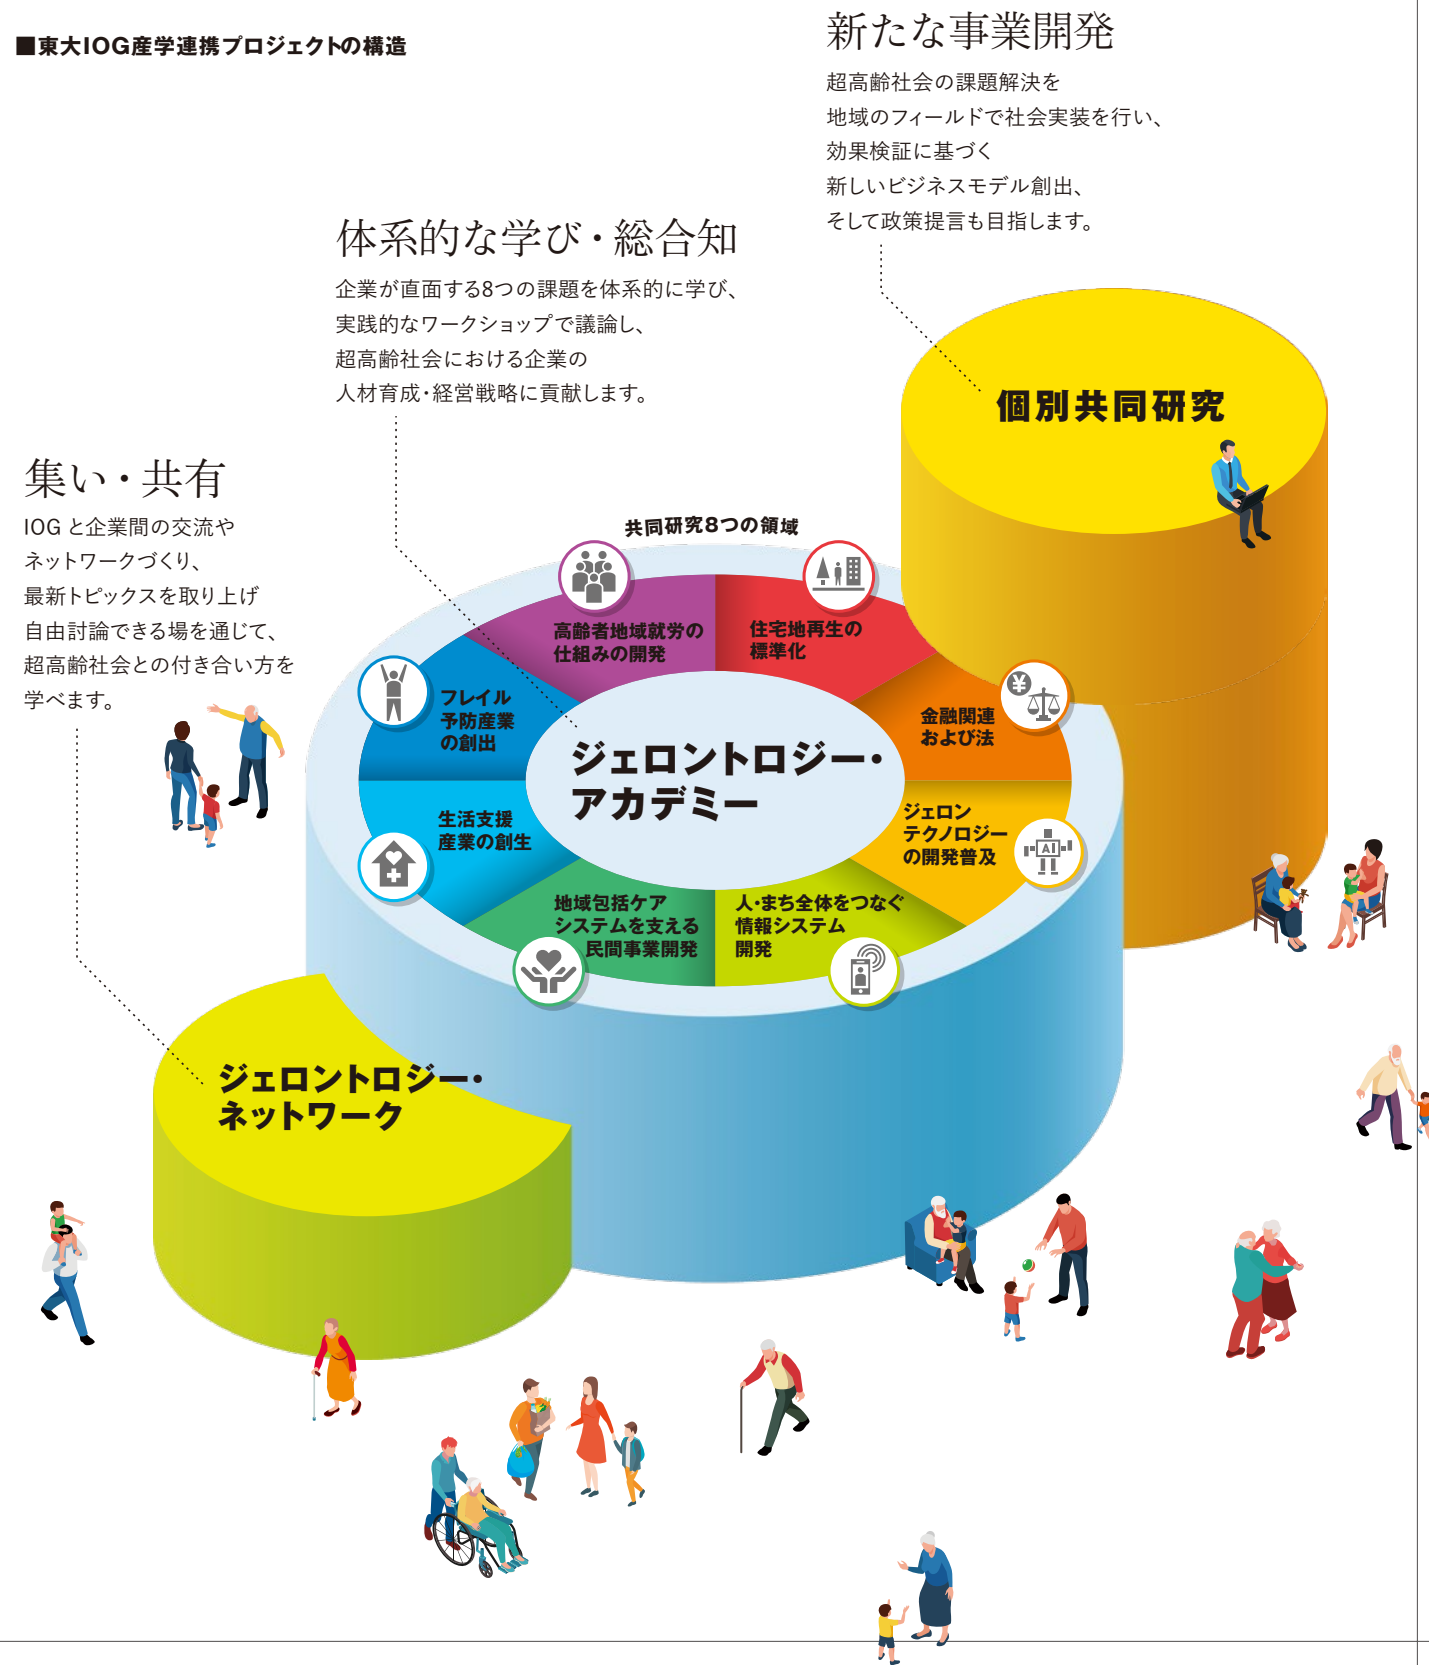 ■東大IOG産学連携プロジェクトの構造
新たな事業開発
超高齢社会の課題解決を
地域のフィールドで社会実装を行い、
効果検証に基づく
新しいビジネスモデル創出、
そして政策提言も目指します。
体系的な学び・総合知
企業が直面する8つの課題を体系的に学び、
実践的なワークショップで議論し、
超高齢社会における企業の
人材育成・経営戦略に貢献します。
個別共同研究
集い・共有
IOG と企業間の交流や
ネットワークづくり、
最新トピックスを取り上げ
自由討論できる場を通じて、
超高齢社会との付き合い方を
学べます。
共同研究8つの領域
高齢者地域就労の
仕組みの開発
住宅地再生の
標準化
フレイル
予防産業
の創出
¥
金融関連
および法
ジェロントロジー・
アカデミー
生活支援
産業の創生
ジェロン
テクノロジー
の開発普及
AI
地域包括ケア
システムを支える
民間事業開発
人・まち全体をつなぐ
情報システム
開発
ジェロントロジー・
ネットワーク